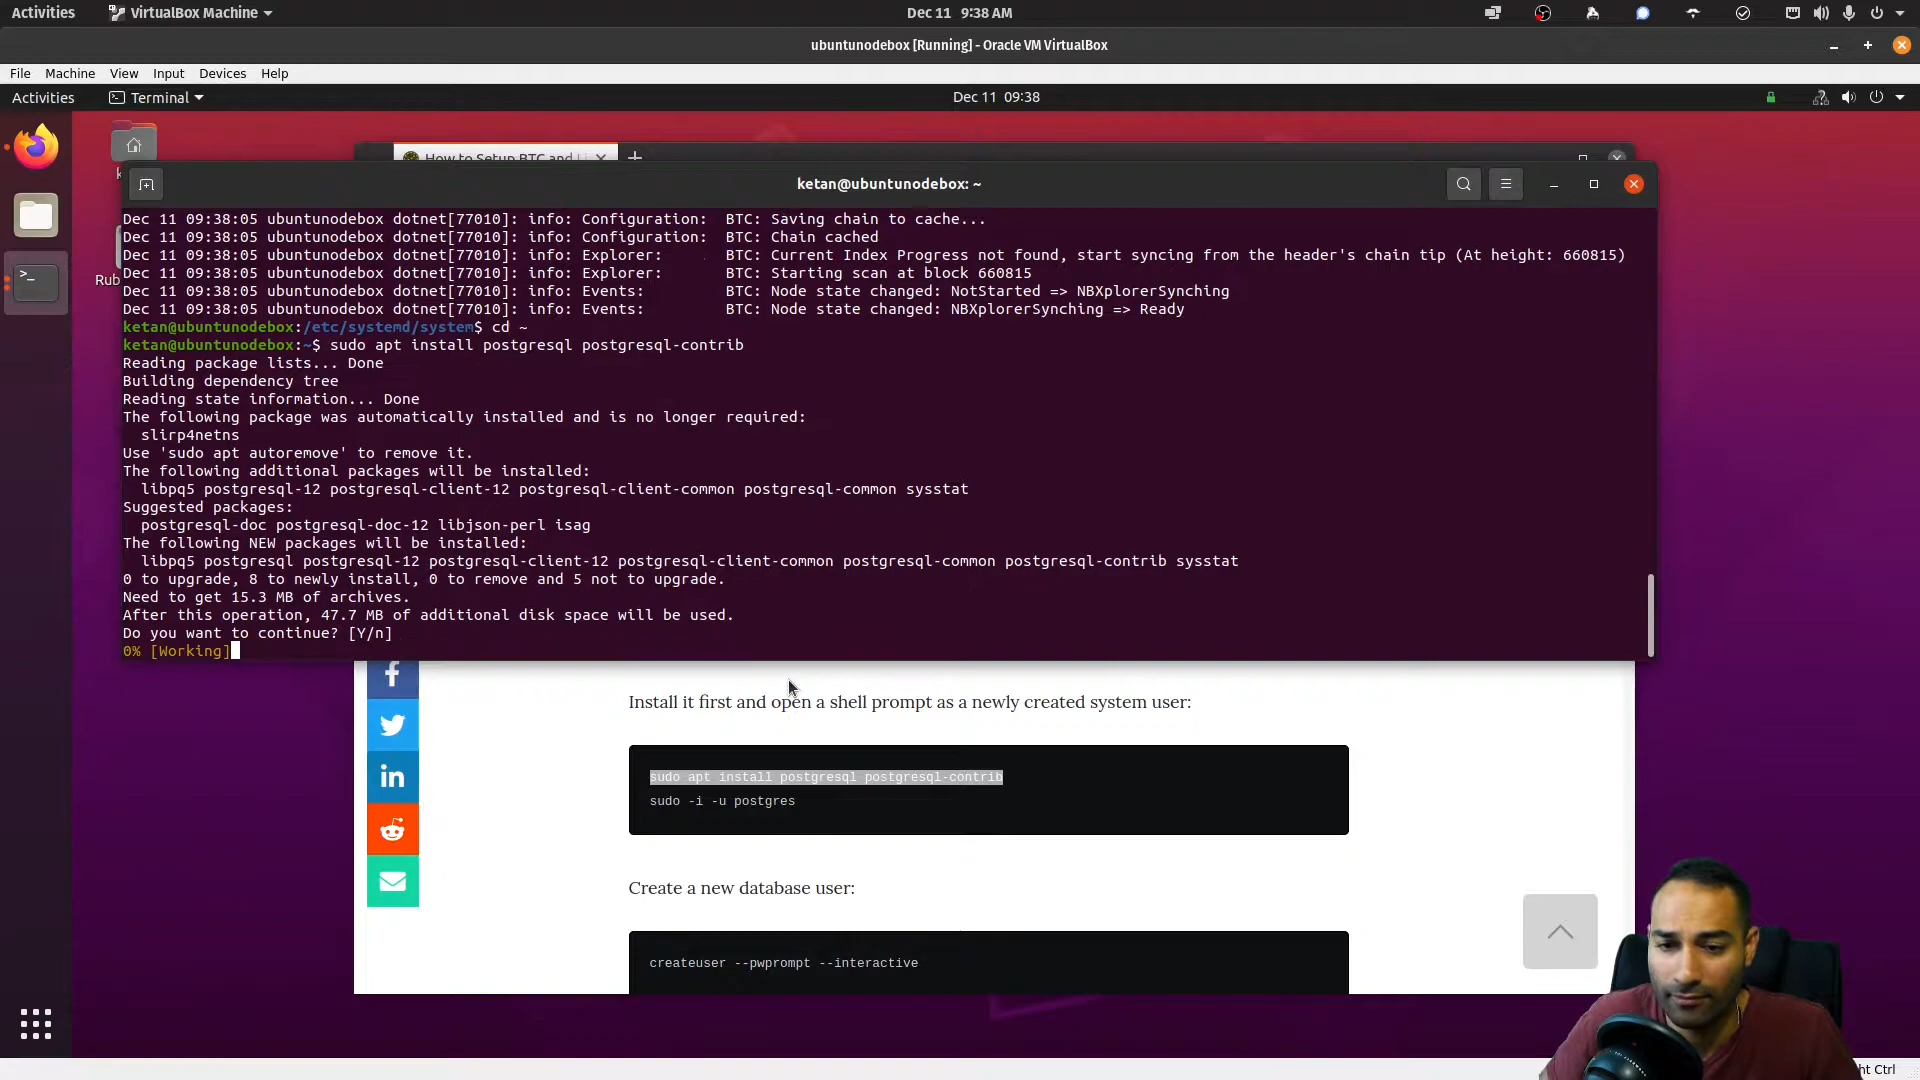 Activities
VirtualBox Machine
Dec 11 9:38 AM
ubuntunodebox [Running] - Oracle VM VirtualBox
File Machine View Input Devices Help
Activities
Terminal
Dec 11 09:38
How to Setup BTC and
ketan@ubuntunodebox: ~
Dec 11 09:38:05 ubuntunodebox dotnet[77010]: info: Configuration:  BTC: Saving chain to cache...
Dec 11 09:38:05 ubuntunodebox dotnet[77010]: info: Configuration:  BTC: Chain cached
Dec 11 09:38:05 ubuntunodebox dotnet[77010]: info: Explorer:       BTC: Current Index Progress not found, start syncing from the header's chain tip (At height: 660815)
Dec 11 09:38:05 ubuntunodebox dotnet[77010]: info: Explorer:       BTC: Starting scan at block 660815
Dec 11 09:38:05 ubuntunodebox dotnet[77010]: info: Events:         BTC: Node state changed: NotStarted => NBXplorerSynching
Dec 11 09:38:05 ubuntunodebox dotnet[77010]: info: Events:         BTC: Node state changed: NBXplorerSynching => Ready
ketan@ubuntunodebox:/etc/systemd/system$ cd ~
ketan@ubuntunodebox:~$ sudo apt install postgresql postgresql-contrib
Reading package lists... Done
Building dependency tree
Reading state information... Done
The following package was automatically installed and is no longer required:
  slirp4netns
Use 'sudo apt autoremove' to remove it.
The following additional packages will be installed:
  libpq5 postgresql-12 postgresql-client-12 postgresql-client-common postgresql-common sysstat
Suggested packages:
  postgresql-doc postgresql-doc-12 libjson-perl isag
The following NEW packages will be installed:
  libpq5 postgresql postgresql-12 postgresql-client-12 postgresql-client-common postgresql-common postgresql-contrib sysstat
0 to upgrade, 8 to newly install, 0 to remove and 5 not to upgrade.
Need to get 15.3 MB of archives.
After this operation, 47.7 MB of additional disk space will be used.
Do you want to continue? [Y/n]
0% [Working]
Install it first and open a shell prompt as a newly created system user:
sudo apt install postgresql postgresql-contrib
sudo -i -u postgres
Create a new database user:
createuser --pwprompt --interactive
Ctrl